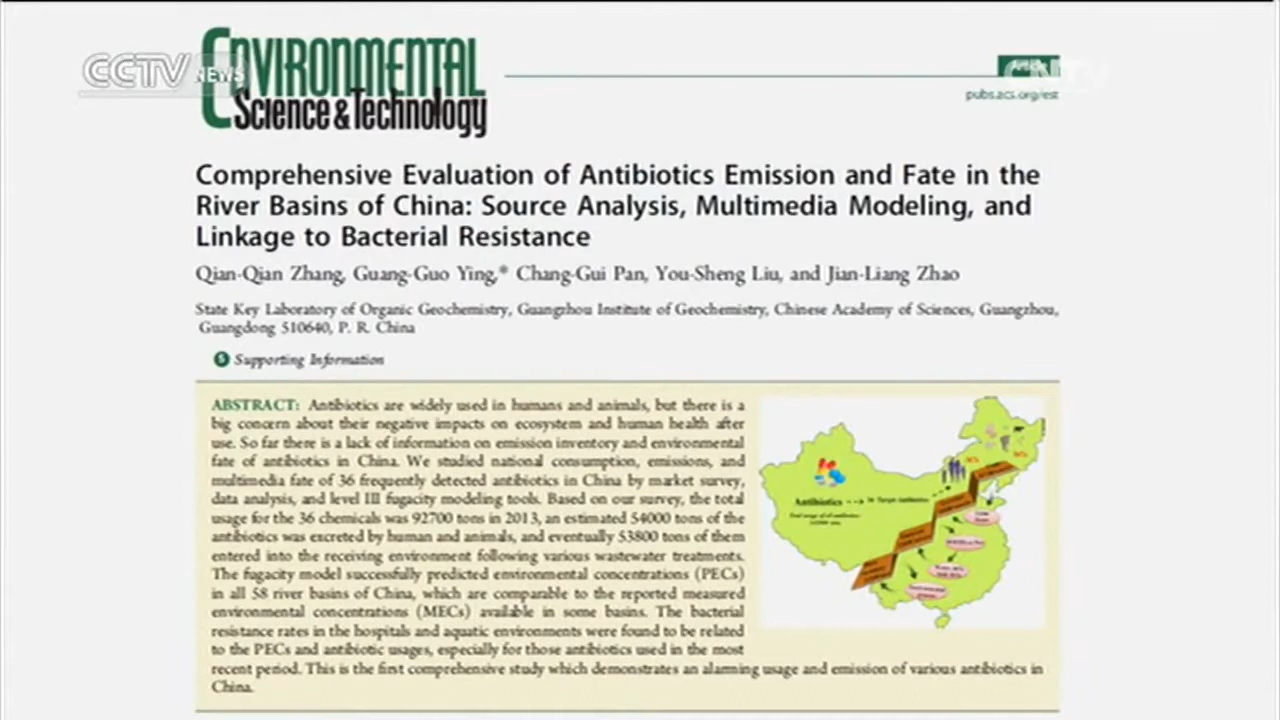 CCTV NEWS
ENVIRONMENTAL
Science & Technology
Article
CNTV
pubs.acs.org/est
Comprehensive Evaluation of Antibiotics Emission and Fate in the
River Basins of China: Source Analysis, Multimedia Modeling, and
Linkage to Bacterial Resistance
Qian-Qian Zhang, Guang-Guo Ying,* Chang-Gui Pan, You-Sheng Liu, and Jian-Liang Zhao
State Key Laboratory of Organic Geochemistry, Guangzhou Institute of Geochemistry, Chinese Academy of Sciences, Guangzhou,
Guangdong 510640, P. R. China
S Supporting Information
ABSTRACT: Antibiotics are widely used in humans and animals, but there is a
big concern about their negative impacts on ecosystem and human health after
use. So far there is a lack of information on emission inventory and environmental
fate of antibiotics in China. We studied national consumption, emissions, and
multimedia fate of 36 frequently detected antibiotics in China by market survey,
data analysis, and level III fugacity modeling tools. Based on our survey, the total
usage for the 36 chemicals was 92700 tons in 2013, an estimated 54000 tons of the
antibiotics was excreted by human and animals, and eventually 53800 tons of them
entered into the receiving environment following various wastewater treatments.
The fugacity model successfully predicted environmental concentrations (PECs)
in all 58 river basins of China, which are comparable to the reported measured
environmental concentrations (MECs) available in some basins. The bacterial
resistance rates in the hospitals and aquatic environments were found to be related
to the PECs and antibiotic usages, especially for those antibiotics used in the most
recent period. This is the first comprehensive study which demonstrates an alarming usage and emission of various antibiotics in
China.
Antibiotics